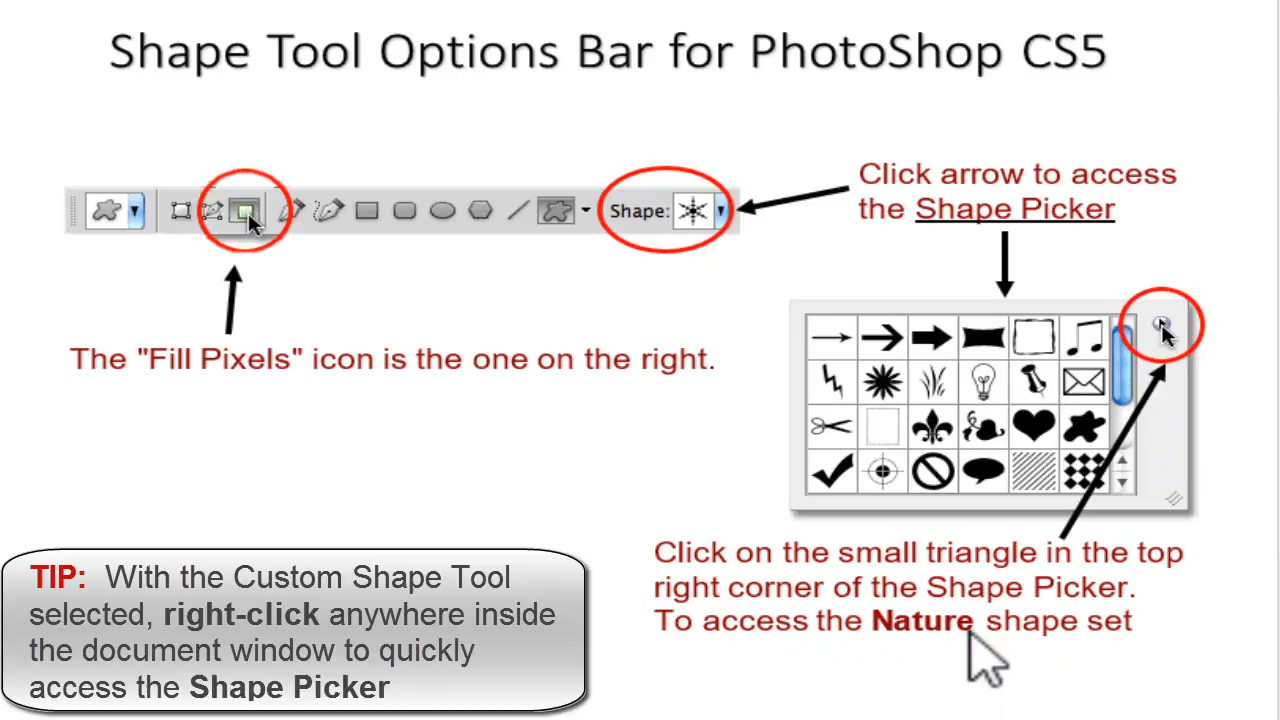 Shape Tool Options Bar for PhotoShop CS5
Click arrow to access
the Shape Picker
Shape:
The "Fill Pixels" icon is the one on the right.
Click on the small triangle in the top
right corner of the Shape Picker.
To access the Nature shape set
TIP: With the Custom Shape Tool
selected, right-click anywhere inside
the document window to quickly
access the Shape Picker